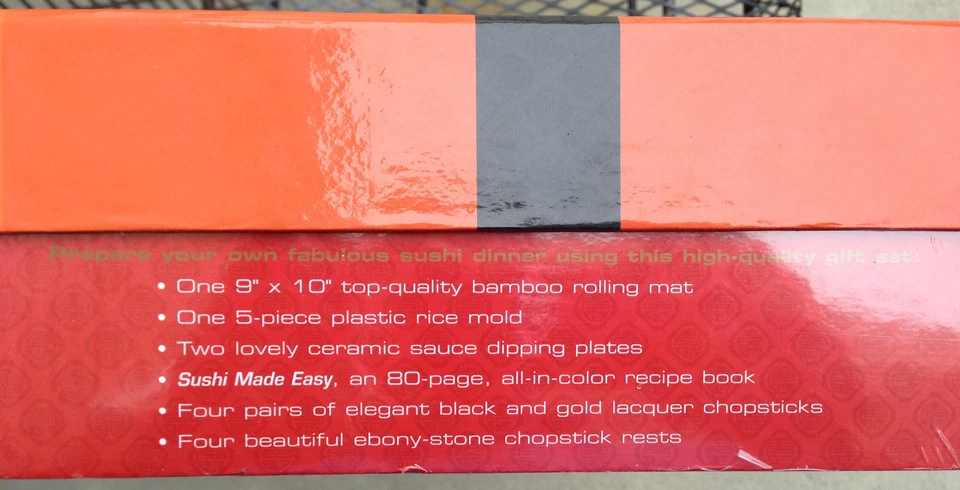 Prepare your own fabulous sushi dinner using this high-quality gift set:
• One 9" x 10" top-quality bamboo rolling mat
• One 5-piece plastic rice mold
• Two lovely ceramic sauce dipping plates
• Sushi Made Easy, an 80-page, all-in-color recipe book
• Four pairs of elegant black and gold lacquer chopsticks
• Four beautiful ebony-stone chopstick rests